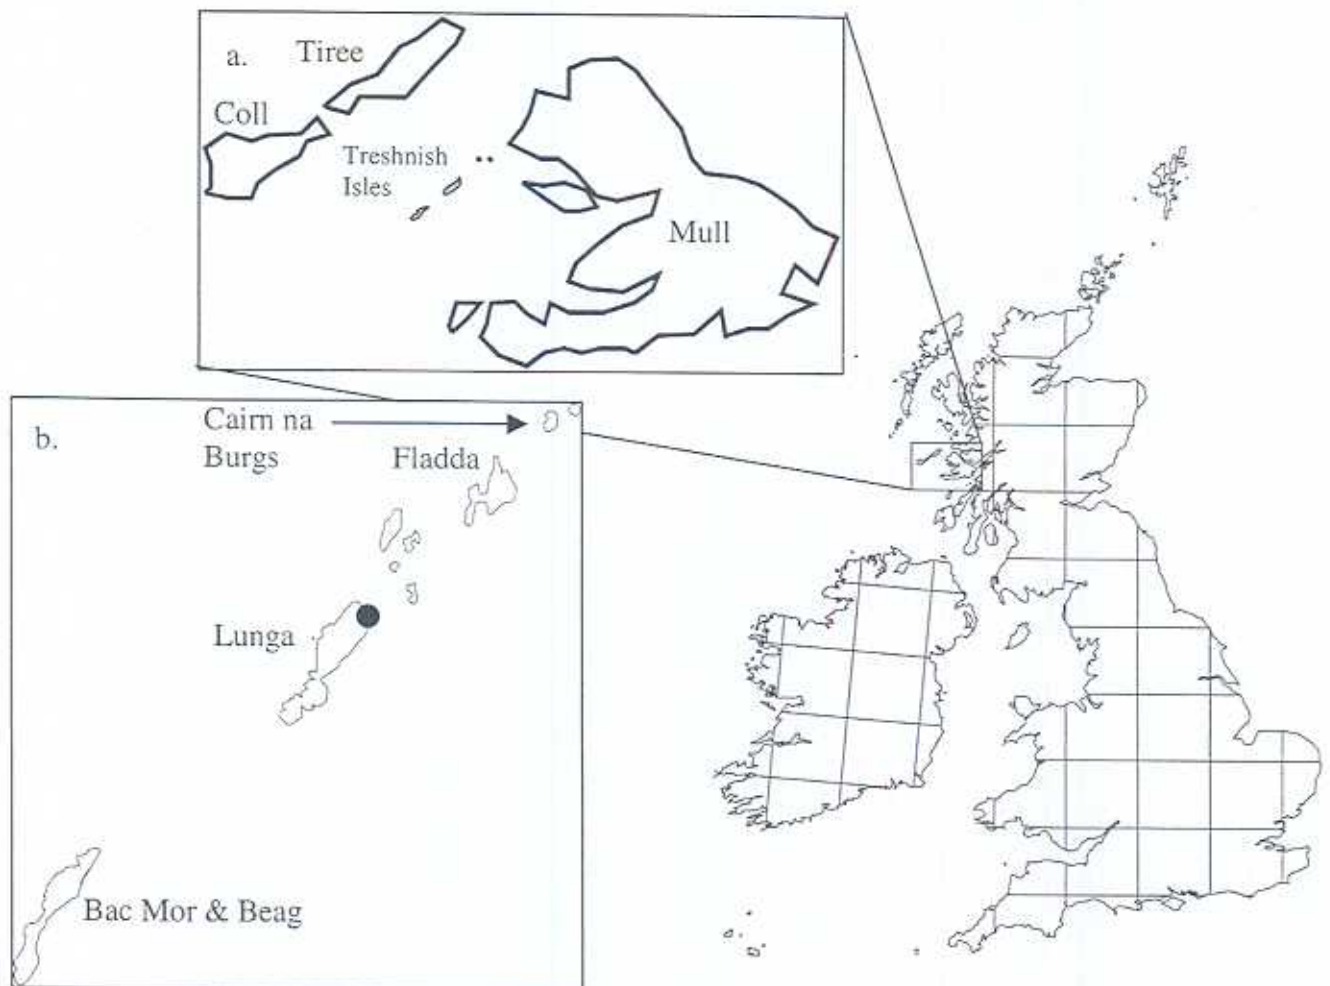 a.
Tiree
Coll
Treshnish
Isles
Mull
b.
Cairn na
Burgs
Fladda
Lunga
Bac Mor & Beag